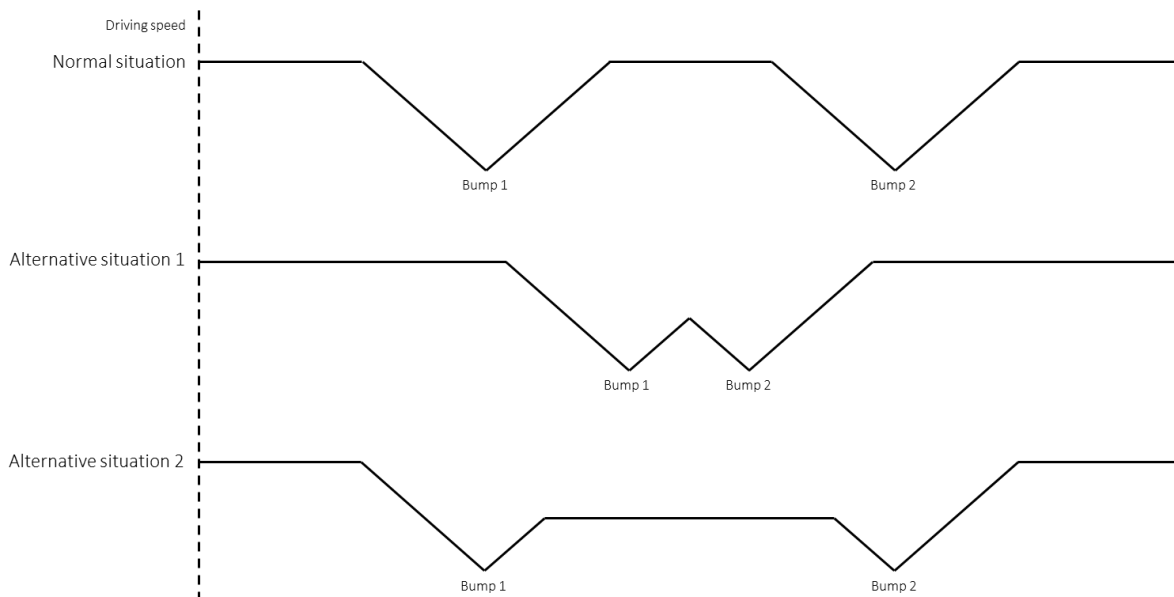 Driving speed
Normal situation
Bump 1
Bump 2
Alternative situation 1
Bump 1
Bump 2
Alternative situation 2
Bump 1
Bump 2